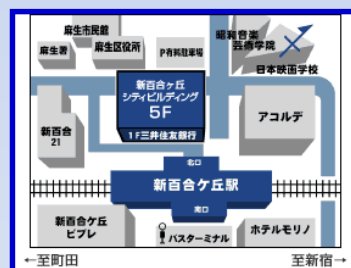 麻生市民館
麻生署
麻生区役所
P有料駐車場
昭和音楽
芸術学院
日本映画学校
新百合ヶ丘
シティビルディング
5F
1F三井住友銀行
新百合
21
アコルデ
北口
新百合ケ丘駅
南口
新百合ケ丘
ビブレ
バスターミナル
ホテルモリノ
←至町田
至新宿→